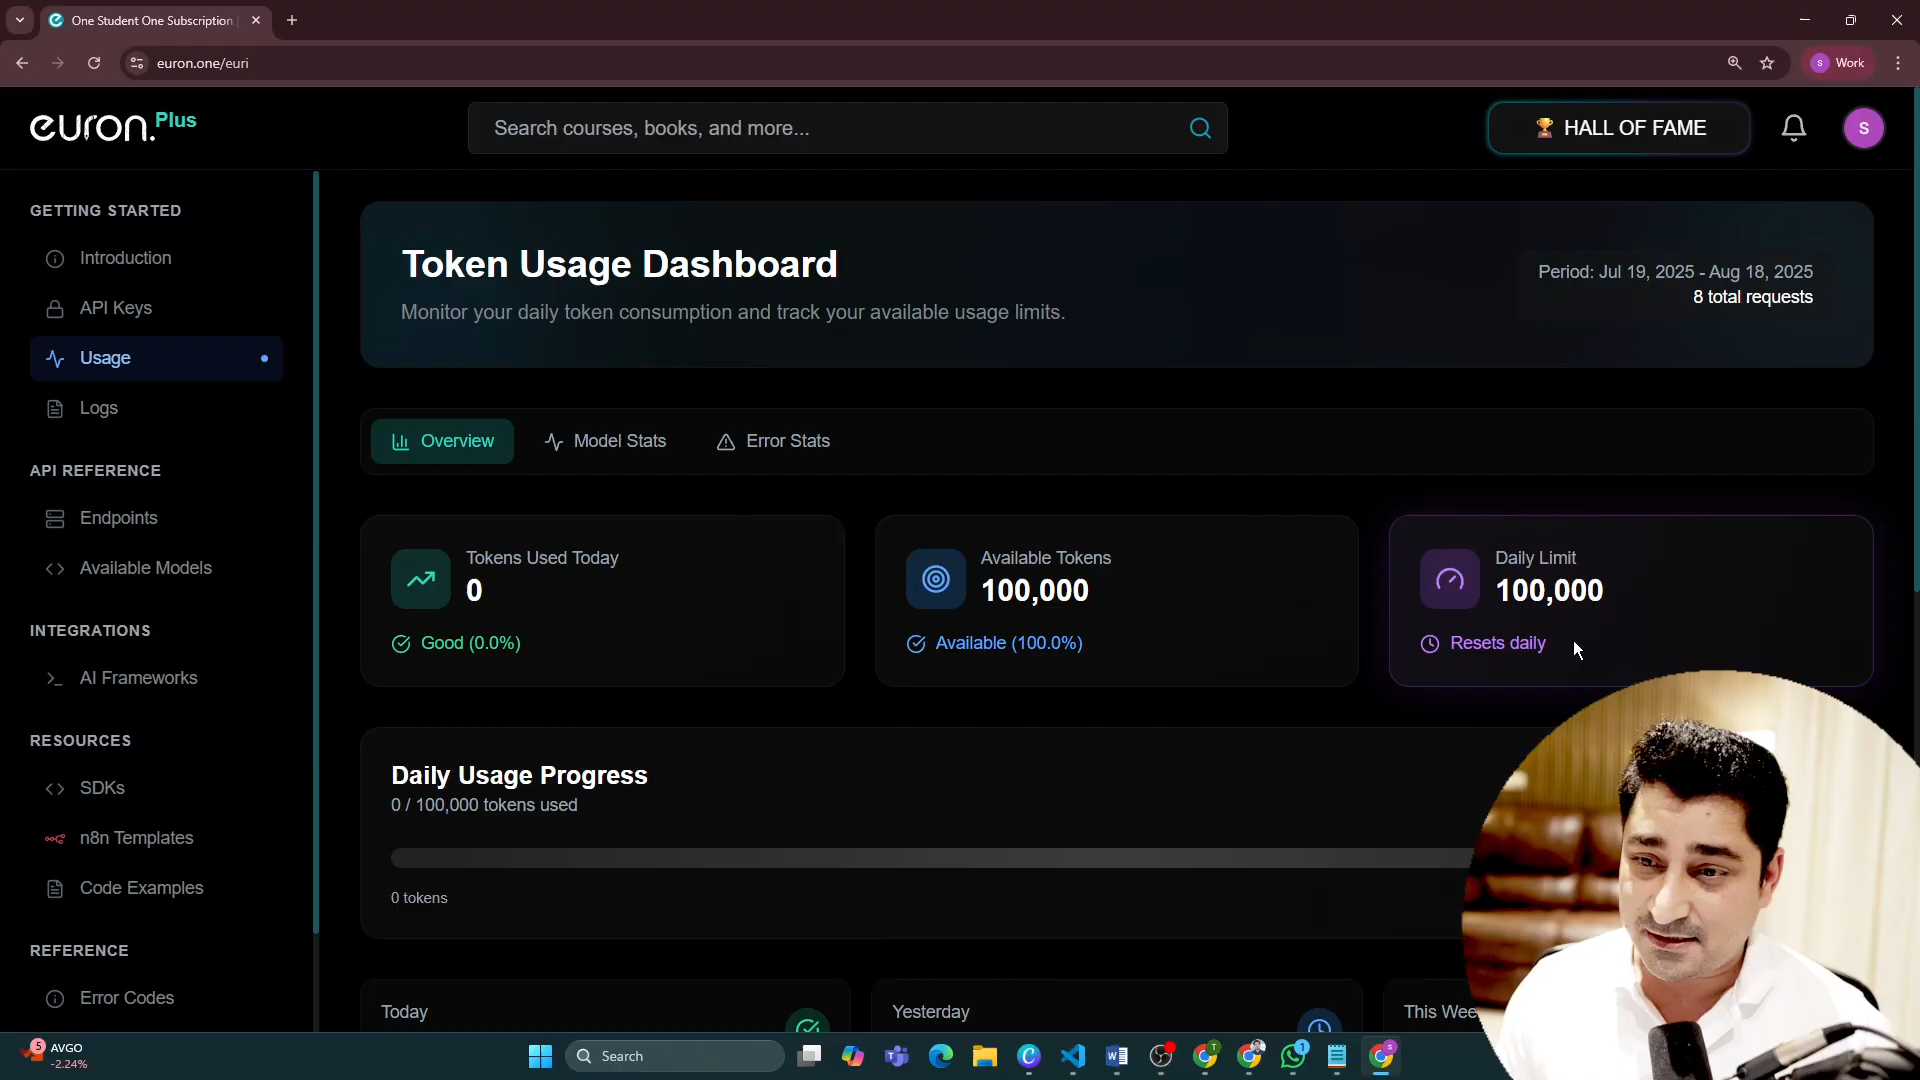 One Student One Subscription
euron.one/euri
Work
euron.Plus
Search courses, books, and more...
🏆 HALL OF FAME
S
GETTING STARTED
Introduction
API Keys
Usage
Logs
API REFERENCE
Endpoints
Available Models
INTEGRATIONS
AI Frameworks
RESOURCES
SDKs
n8n Templates
Code Examples
REFERENCE
Error Codes
Token Usage Dashboard
Monitor your daily token consumption and track your available usage limits.
Period: Jul 19, 2025 - Aug 18, 2025
8 total requests
Overview
Model Stats
Error Stats
Tokens Used Today
0
Good (0.0%)
Available Tokens
100,000
Available (100.0%)
Daily Limit
100,000
Resets daily
Daily Usage Progress
0 / 100,000 tokens used
0 tokens
Today
Yesterday
This Wee
5
AVGO
-2.24%
Search
1